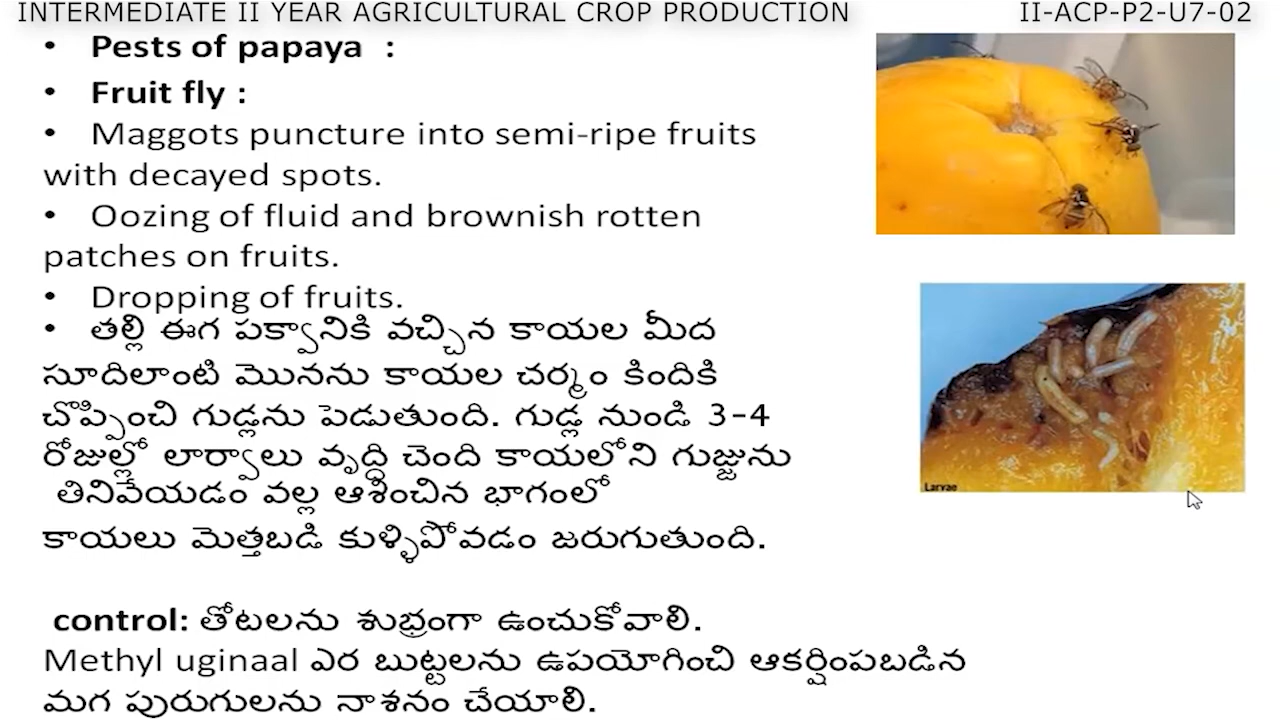 INTERMEDIATE II YEAR AGRICULTURAL CROP PRODUCTION II-ACP-P2-U7-02
• Pests of papaya :
• Fruit fly :
• Maggots puncture into semi-ripe fruits
with decayed spots.
• Oozing of fluid and brownish rotten
patches on fruits.
• Dropping of fruits.
• తల్లి ఈగ పక్వానికి వచ్చిన కాయల మీద
సూదిలాంటి మొనను కాయల చర్మం కిందికి
చొప్పించి గుడ్లను పెడుతుంది. గుడ్ల నుండి 3-4
రోజుల్లో లార్వాలు వృద్ధి చెంది కాయలోని గుజ్జును
తినివేయడం వల్ల ఆశించిన భాగంలో
కాయలు మెత్తబడి కుళ్ళిపోవడం జరుగుతుంది.
Larvae
control: తోటలను శుభ్రంగా ఉంచుకోవాలి.
Methyl uginaal ఎర బుట్టలను ఉపయోగించి ఆకర్షింపబడిన
మగ పురుగులను నాశనం చేయాలి.